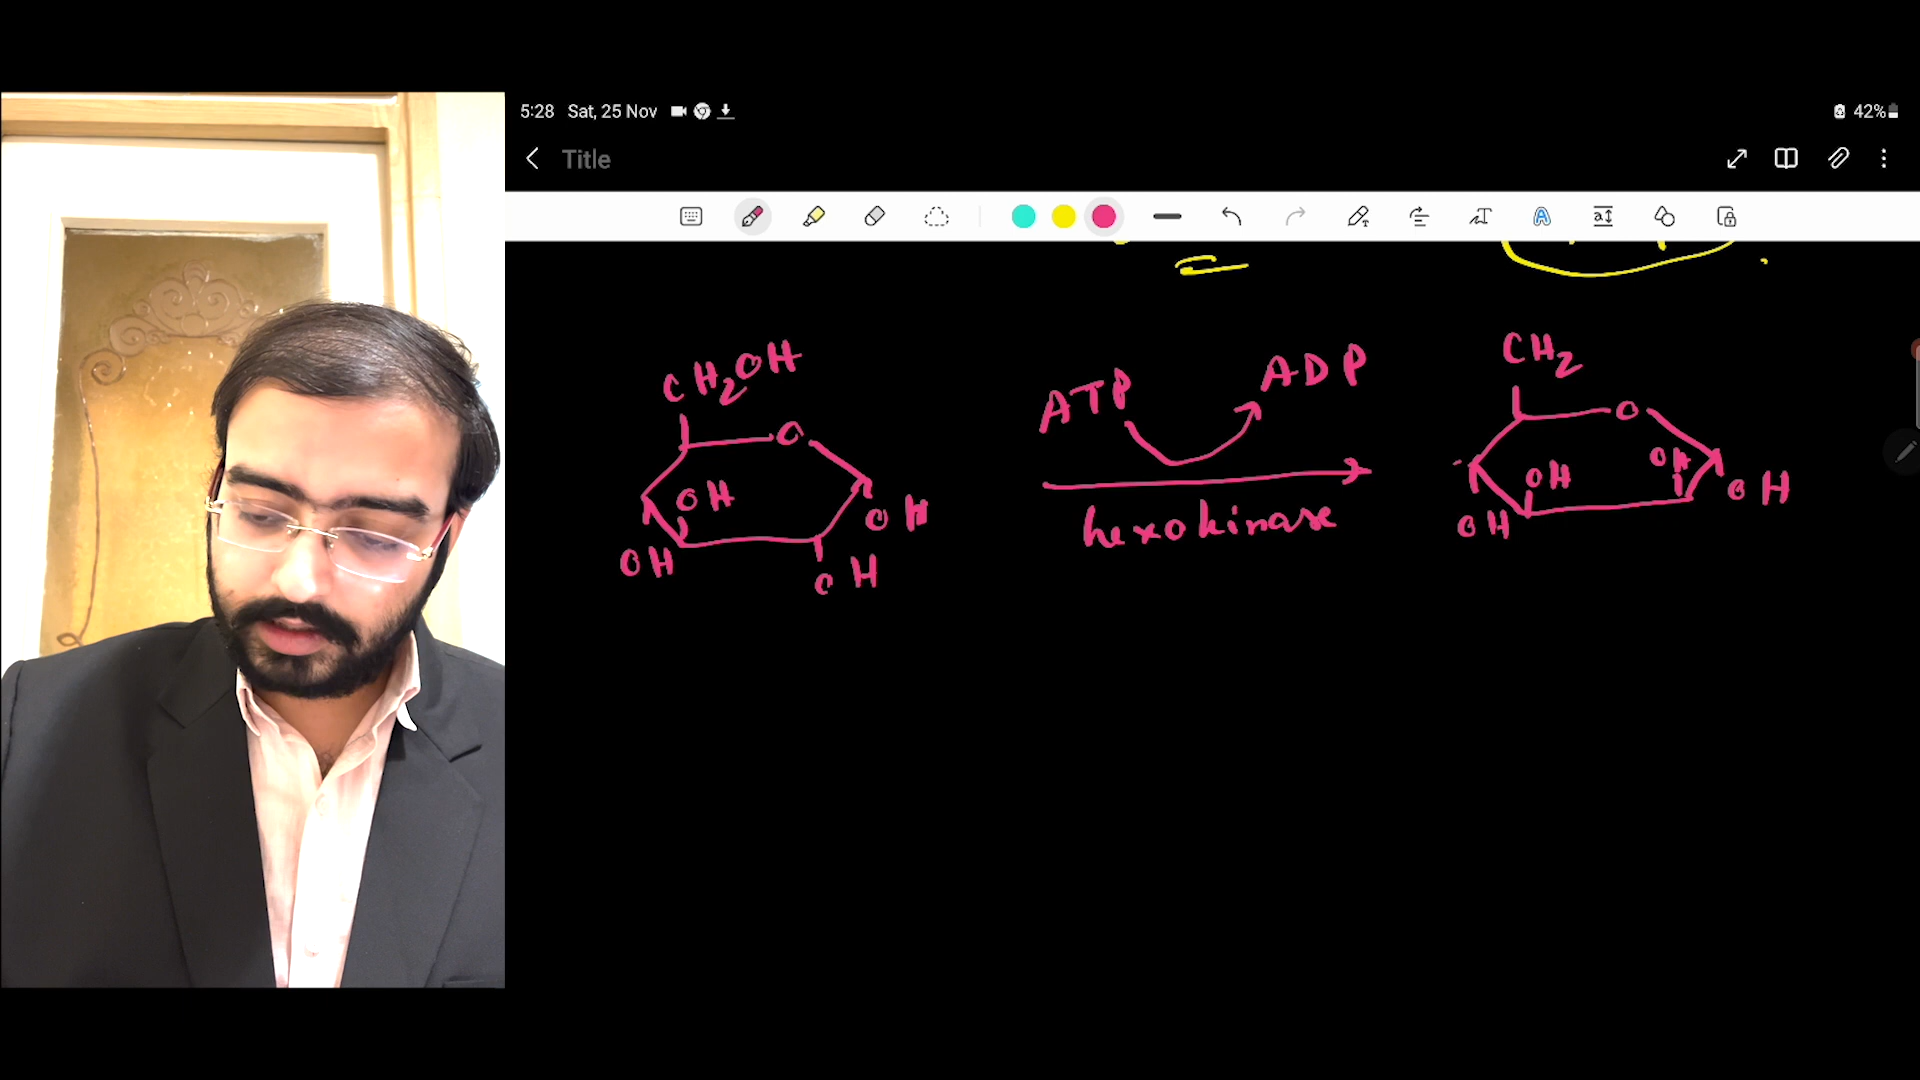 5:28 Sat, 25 Nov 42%
Title
CH2OH
O
OH
OH
OH
OH
ATP ADP
hexokinase
CH2
O
OH
OH
OH
OH